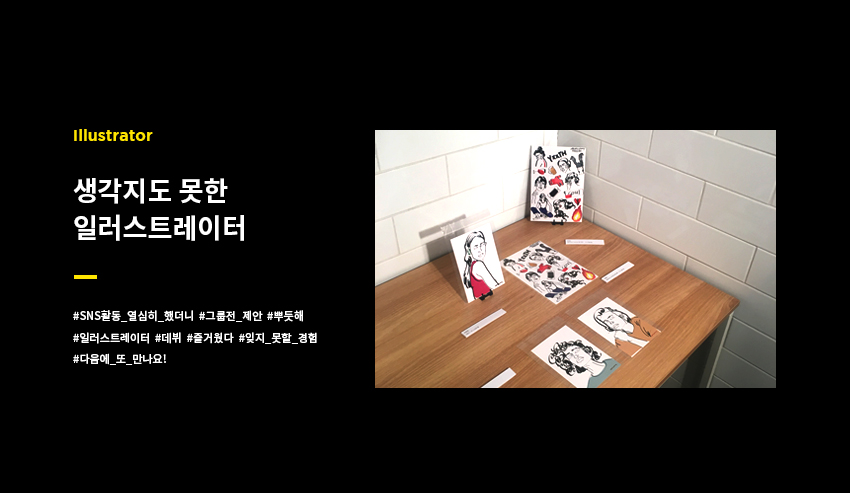 Illustrator
생각지도 못한
일러스트레이터
#SNS활동_열심히_했더니 #그룹전_제안 #뿌듯해
#일러스트레이터 #데뷔 #즐거웠다 #잊지_못할_경험
#다음에_또_만나요!
YOUTH